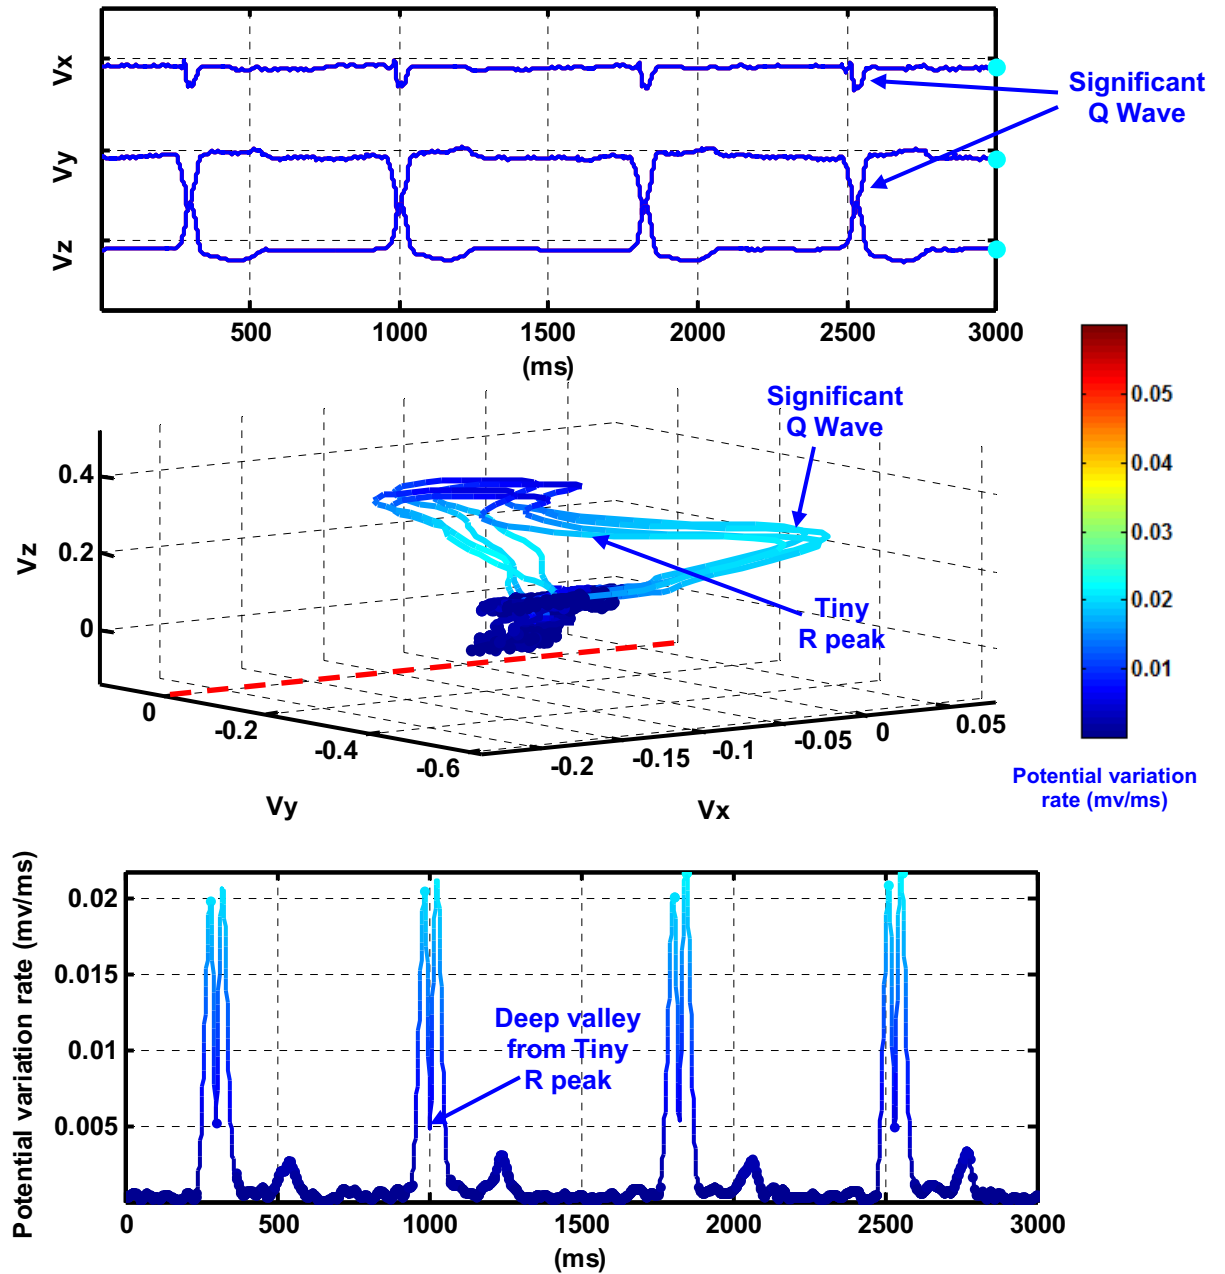 Vx
Vy
Vz
Significant
Q Wave
500
1000
1500
2000
2500
3000
(ms)
Significant
Q Wave
0.4
0.2
0
Vz
Tiny
R peak
0
-0.2
-0.4
-0.6
Vy
-0.2
-0.15
-0.1
-0.05
0
0.05
Vx
0.05
0.04
0.03
0.02
0.01
Potential variation
rate (mv/ms)
Potential variation rate (mv/ms)
0.02
0.015
0.01
0.005
Deep valley
from Tiny
R peak
0
500
1000
1500
2000
2500
3000
(ms)